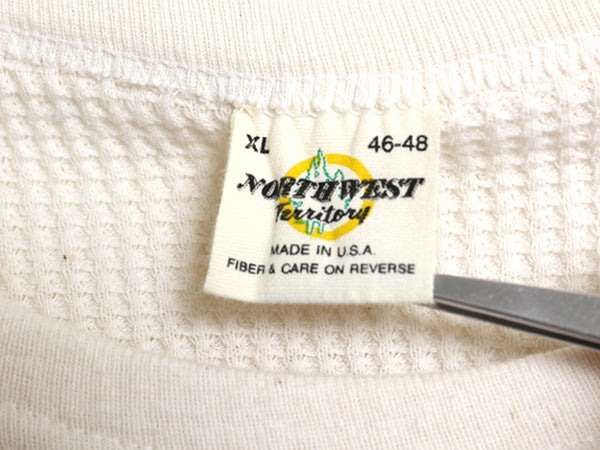 XL 46-48
NORTHWEST
Territory
MADE IN U.S.A.
FIBER & CARE ON REVERSE